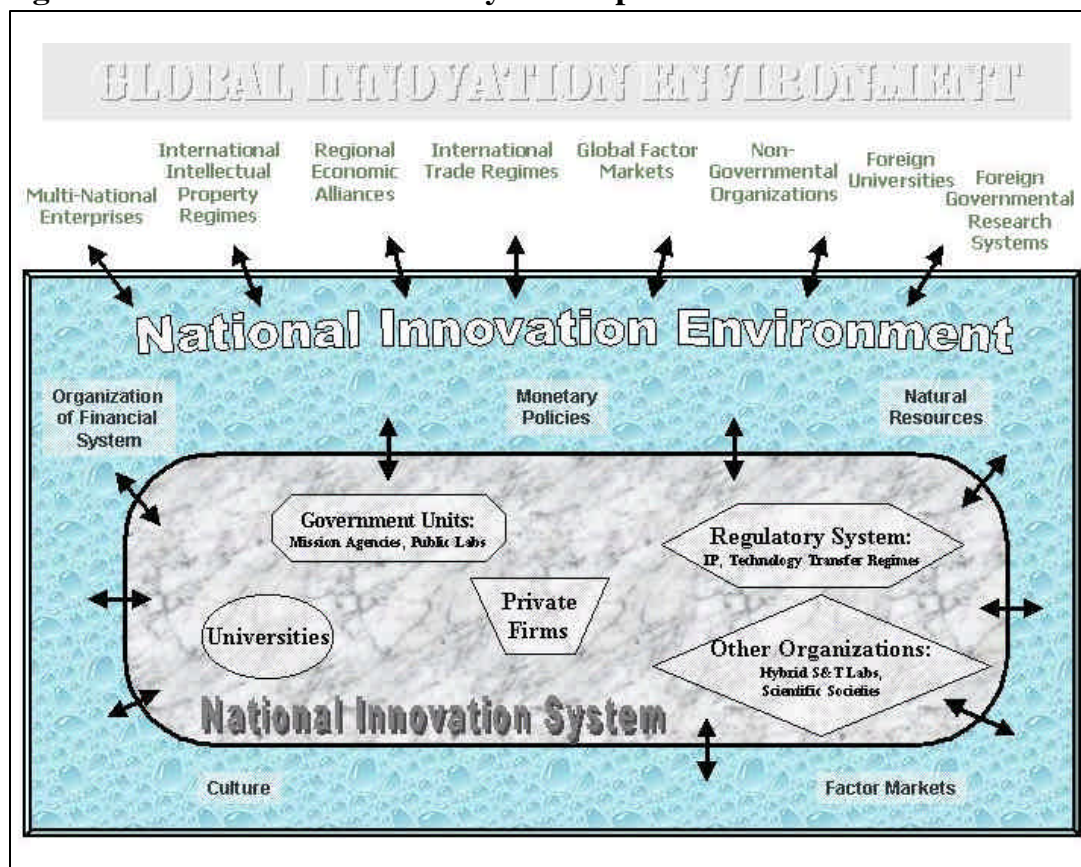 GLOBAL INNOVATION ENVIRONMENT
Multi-National
Enterprises
International
Intellectual
Property
Regimes
Regional
Economic
Alliances
International
Trade Regimes
Global Factor
Markets
Non-
Governmental
Organizations
Foreign
Universities
Foreign
Governmental
Research
Systems
National Innovation Environment
Organization
of Financial
System
Monetary
Policies
Natural
Resources
Government Units:
Mission Agencies, Public Labs
Regulatory System:
IP, Technology Transfer Regimes
Private
Firms
Universities
Other Organizations:
Hybrid S&T Labs,
Scientific Societies
National Innovation System
Culture
Factor Markets